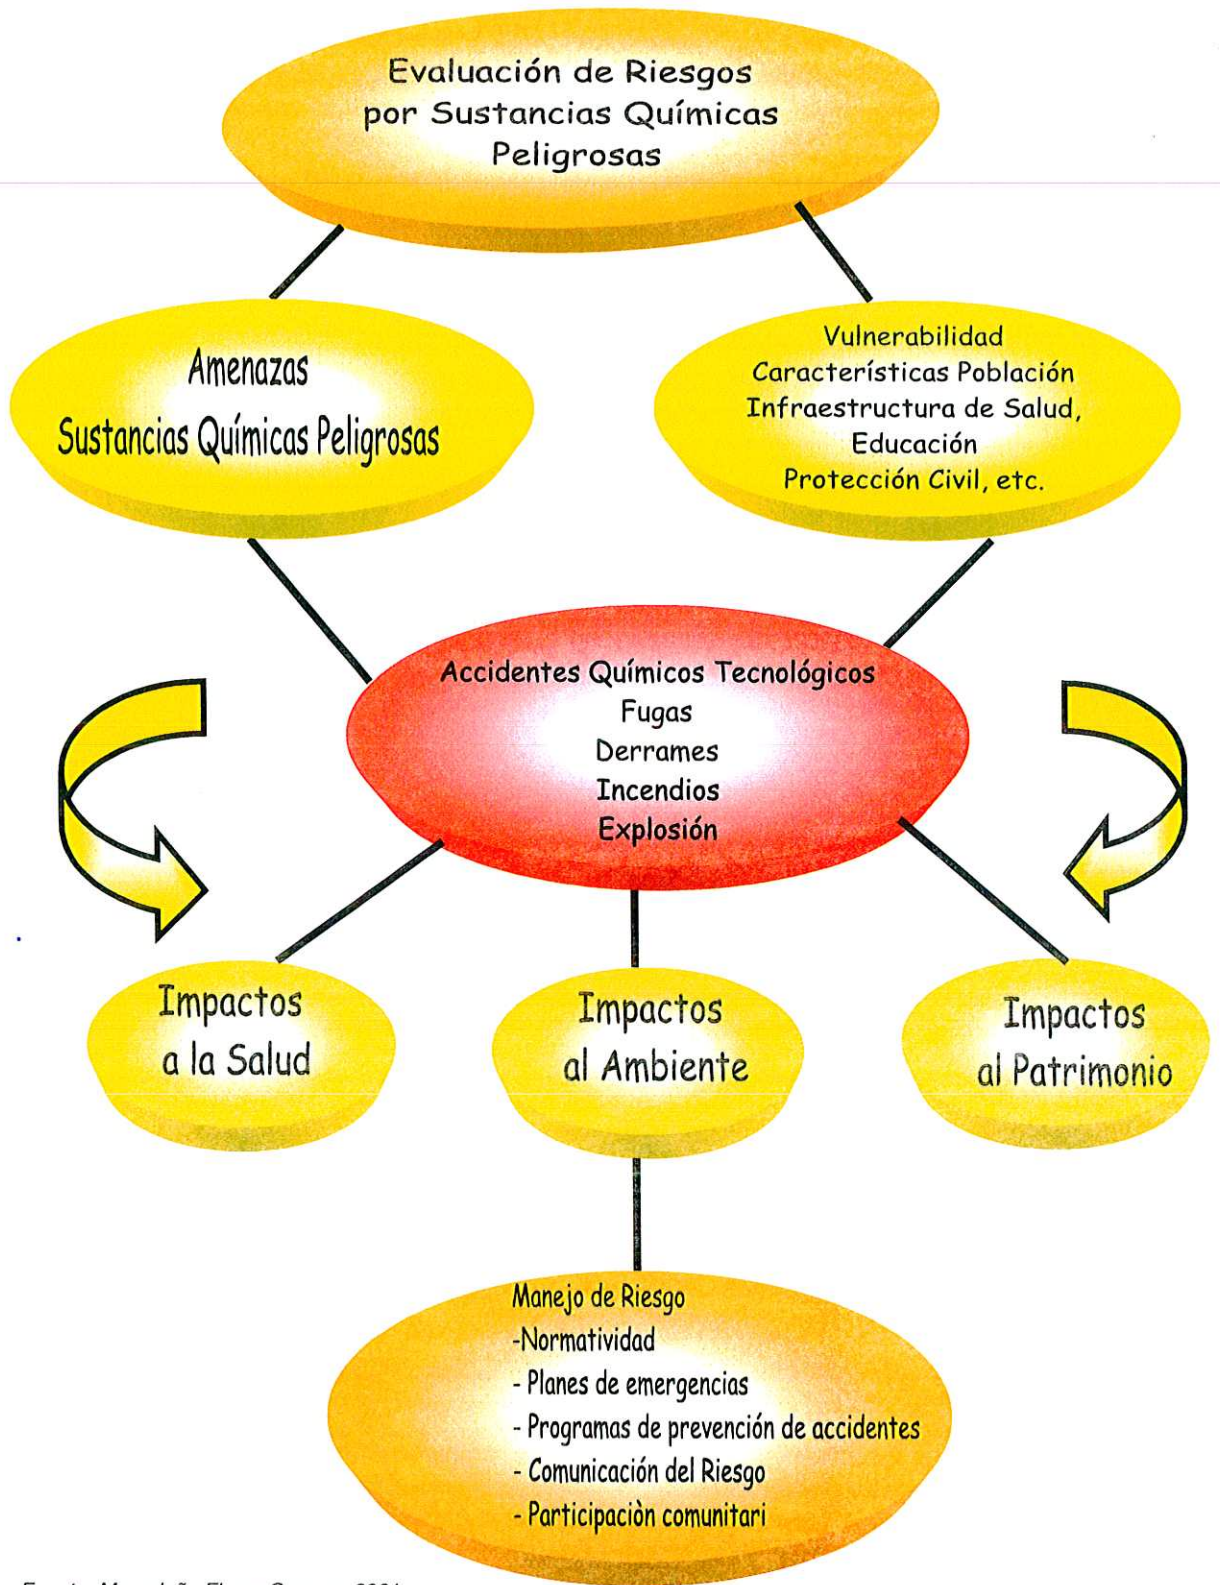 Evaluación de Riesgos
por Sustancias Químicas
Peligrosas
Amenazas
Sustancias Químicas Peligrosas
Vulnerabilidad
Características Población
Infraestructura de Salud,
Educación
Protección Civil, etc.
Accidentes Químicos Tecnológicos
Fugas
Derrames
Incendios
Explosión
Impactos
a la Salud
Impactos
al Ambiente
Impactos
al Patrimonio
Manejo de Riesgo
-Normatividad
- Planes de emergencias
- Programas de prevención de accidentes
- Comunicación del Riesgo
- Participaciòn comunitari